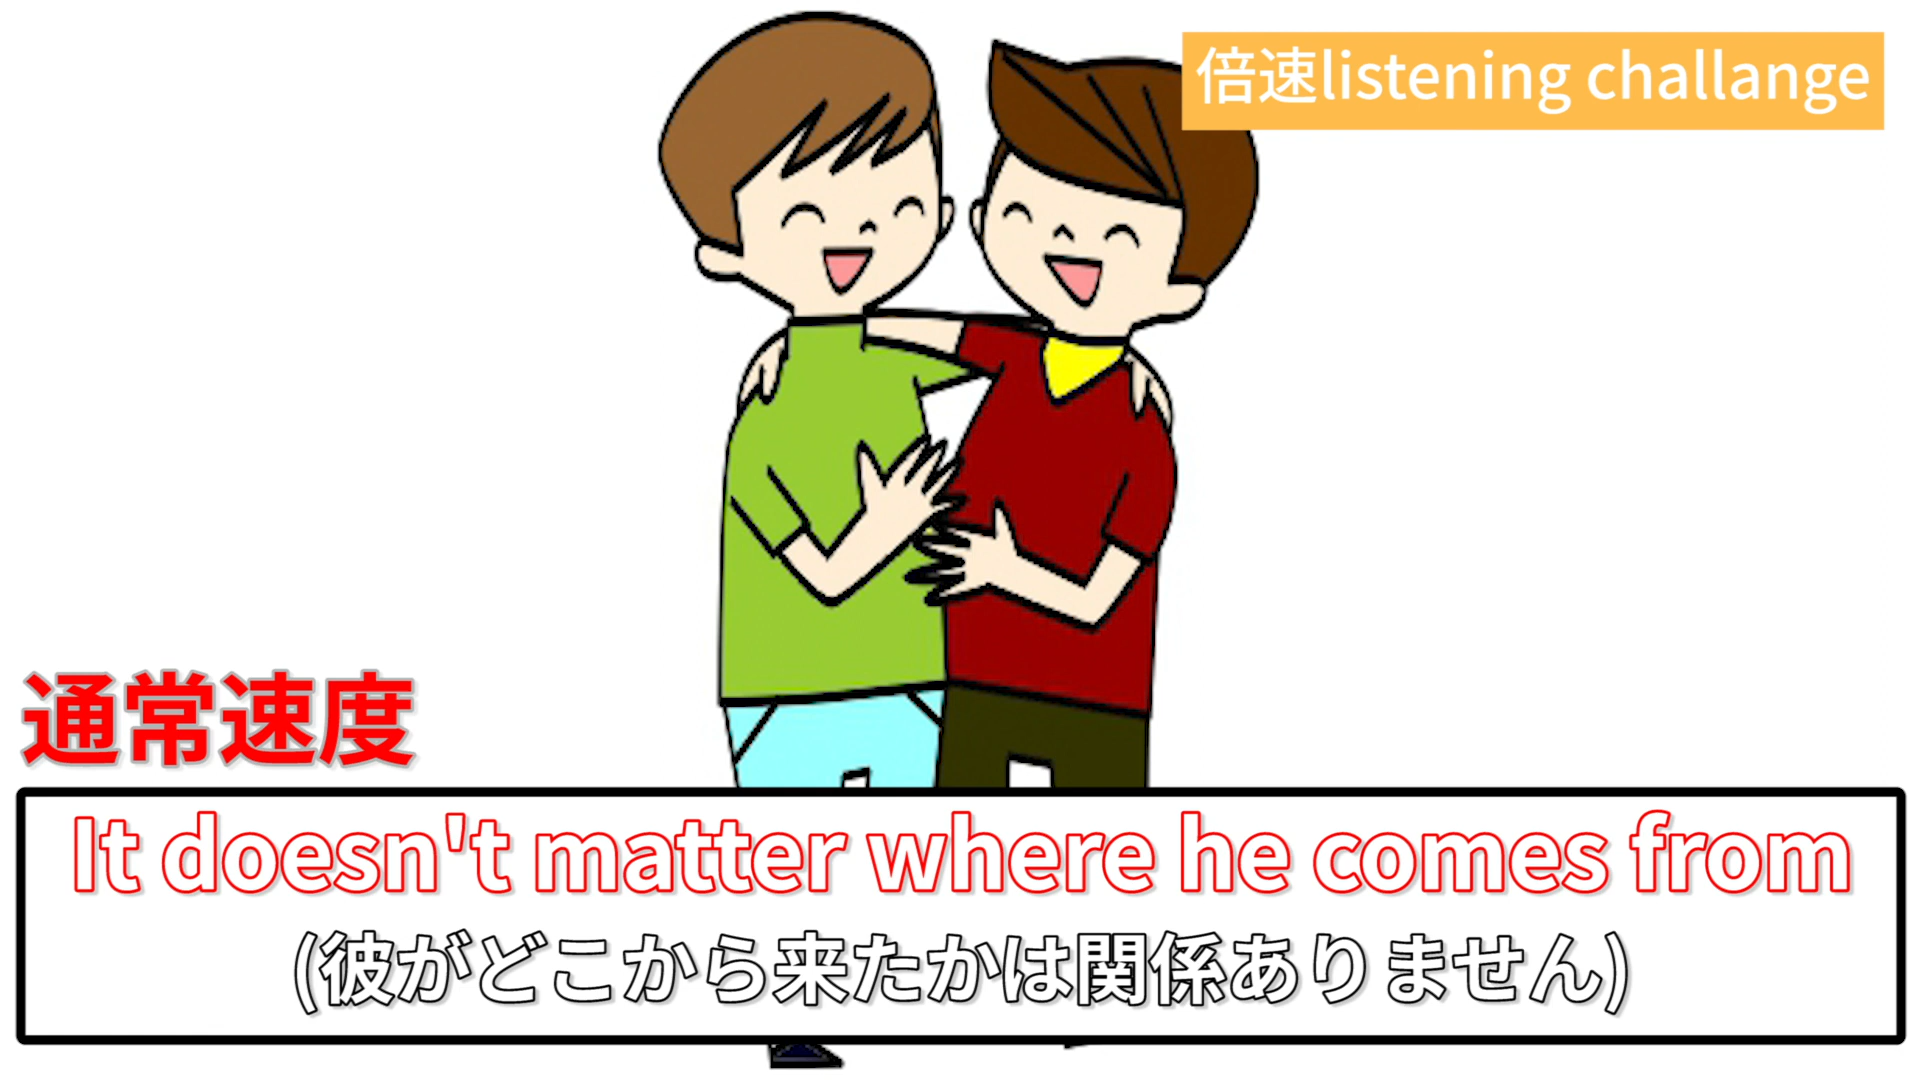 倍速listening challange
通常速度
It doesn't matter where he comes from
(彼がどこから来たかは関係ありません)